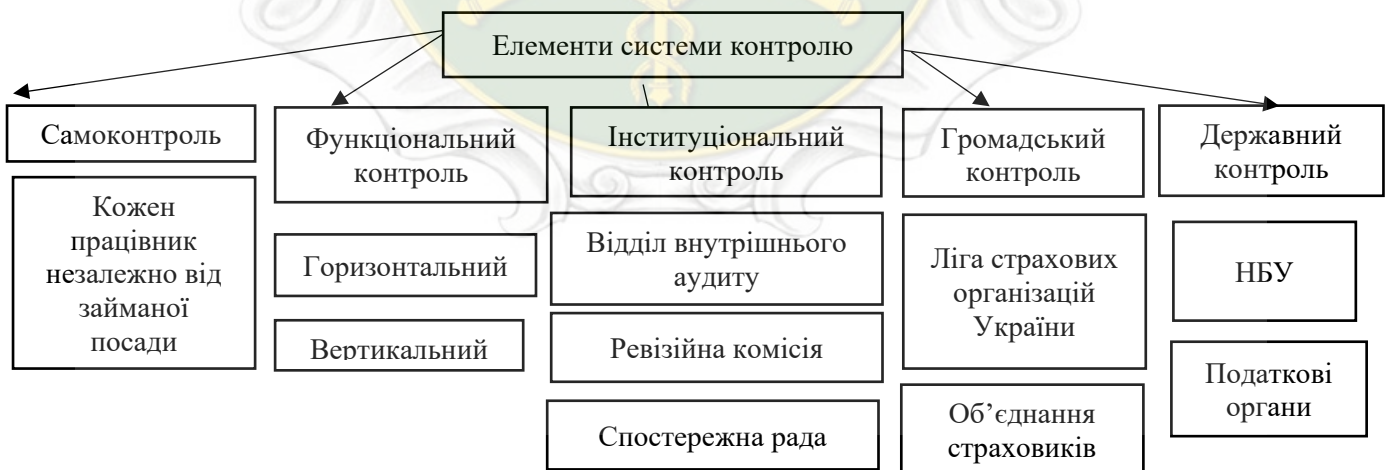 Елементи системи контролю
Самоконтроль
Кожен
працівник
незалежно від
займаної
посади
Функціональний
контроль
Горизонтальний
Вертикальний
Інституціональний
контроль
Відділ внутрішнього
аудиту
Ревізійна комісія
Спостережна рада
Громадський
контроль
Ліга страхових
організацій
України
Об’єднання
страховиків
Державний
контроль
НБУ
Податкові
органи